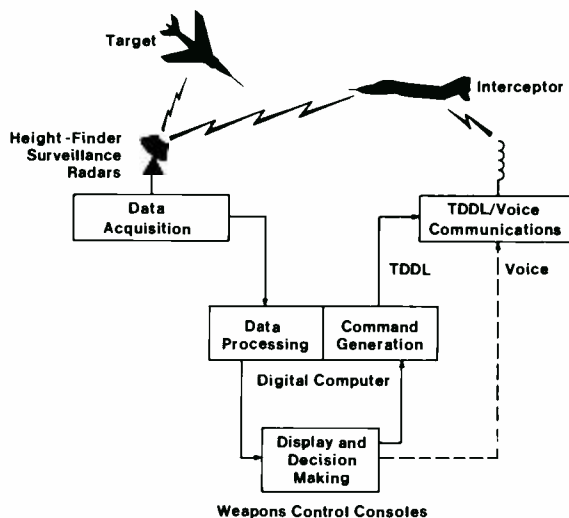 Target
Interceptor
Height-Finder
Surveillance
Radars
Data
Acquisition
TDDL/Voice
Communications
TDDL
Voice
Data
Processing
Command
Generation
Digital Computer
Display and
Decision
Making
Weapons Control Consoles